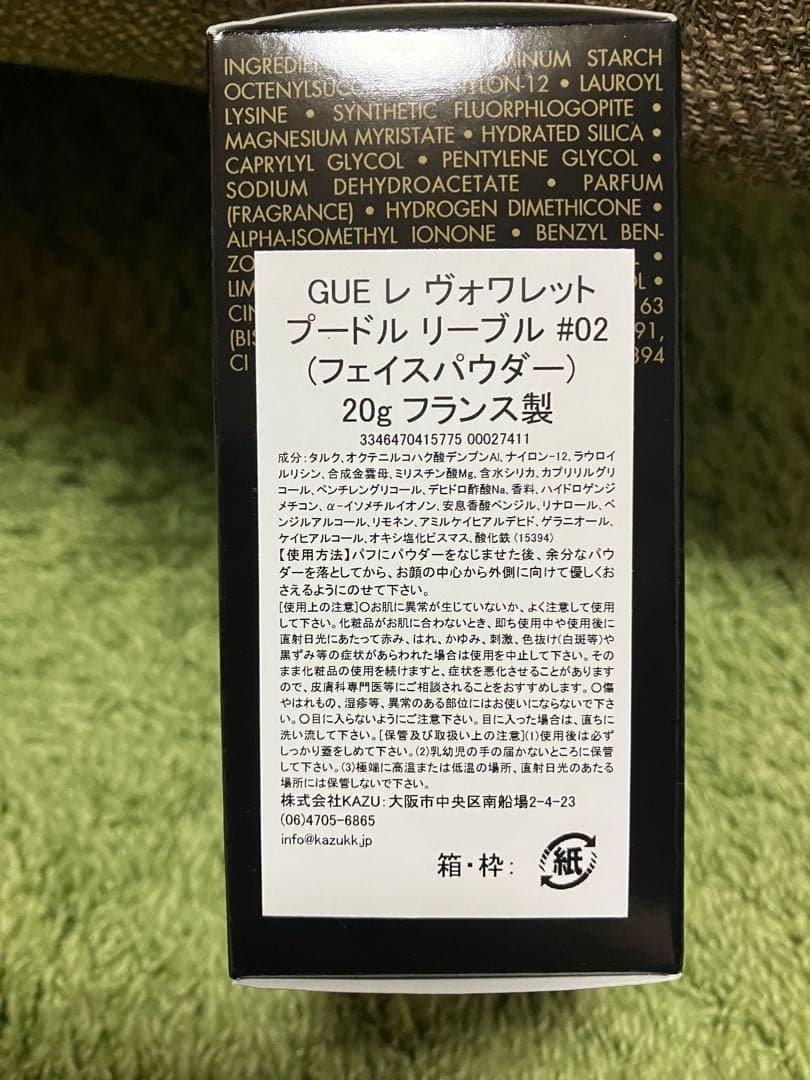 INGREDIEN MINUM STARCH
OCTENYLSUC YLON-12 • LAUROYL
LYSINE • SYNTHETIC FLUORPHLOGOPITE •
MAGNESIUM MYRISTATE • HYDRATED SILICA •
CAPRYLYL GLYCOL • PENTYLENE GLYCOL •
SODIUM DEHYDROACETATE • PARFUM
(FRAGRANCE) • HYDROGEN DIMETHICONE •
ALPHA-ISOMETHYL IONONE • BENZYL BEN-
ZO •
LIM OL •
CIN 63
(BIS 91,
CI 394
GUE レ ヴォワレット
プードル リーブル #02
(フェイスパウダー)
20g フランス製
3346470415775 00027411
成分:タルク、オクテニルコハク酸デンプンAl、ナイロン-12、ラウロイ
ルリシン、合成金雲母、ミリスチン酸Mg、含水シリカ、カプリリルグリ
コール、ペンチレングリコール、デヒドロ酢酸Na、香料、ハイドロゲンジ
メチコン、α-イソメチルイオノン、安息香酸ベンジル、リナロール、ベ
ンジルアルコール、リモネン、アミルケイヒアルデヒド、ゲラニオール、
ケイヒアルコール、オキシ塩化ビスマス、酸化鉄(15394)
【使用方法】パフにパウダーをなじませた後、余分なパウ
ダーを落としてから、お顔の中心から外側に向けて優しくお
さえるようにのせて下さい。
[使用上の注意]〇お肌に異常が生じていないか、よく注意して使用
して下さい。化粧品がお肌に合わないとき、即ち使用中や使用後に
直射日光にあたって赤み、はれ、かゆみ、刺激、色抜け(白斑等)や
黒ずみ等の症状があらわれた場合は使用を中止して下さい。その
まま化粧品の使用を続けますと、症状を悪化させることがあります
ので、皮膚科専門医等にご相談されることをおすすめします。〇傷
やはれもの、湿疹等、異常のある部位にはお使いにならないで下さ
い。〇目に入らないようにご注意下さい。目に入った場合は、直ちに
洗い流して下さい。[保管及び取扱い上の注意](1)使用後は必ず
しっかり蓋をしめて下さい。(2)乳幼児の手の届かないところに保管
して下さい。(3)極端に高温または低温の場所、直射日光のあたる
場所には保管しないで下さい。
株式会社KAZU:大阪市中央区南船場2-4-23
(06)4705-6865
info@kazukk.jp
箱・枠: 紙